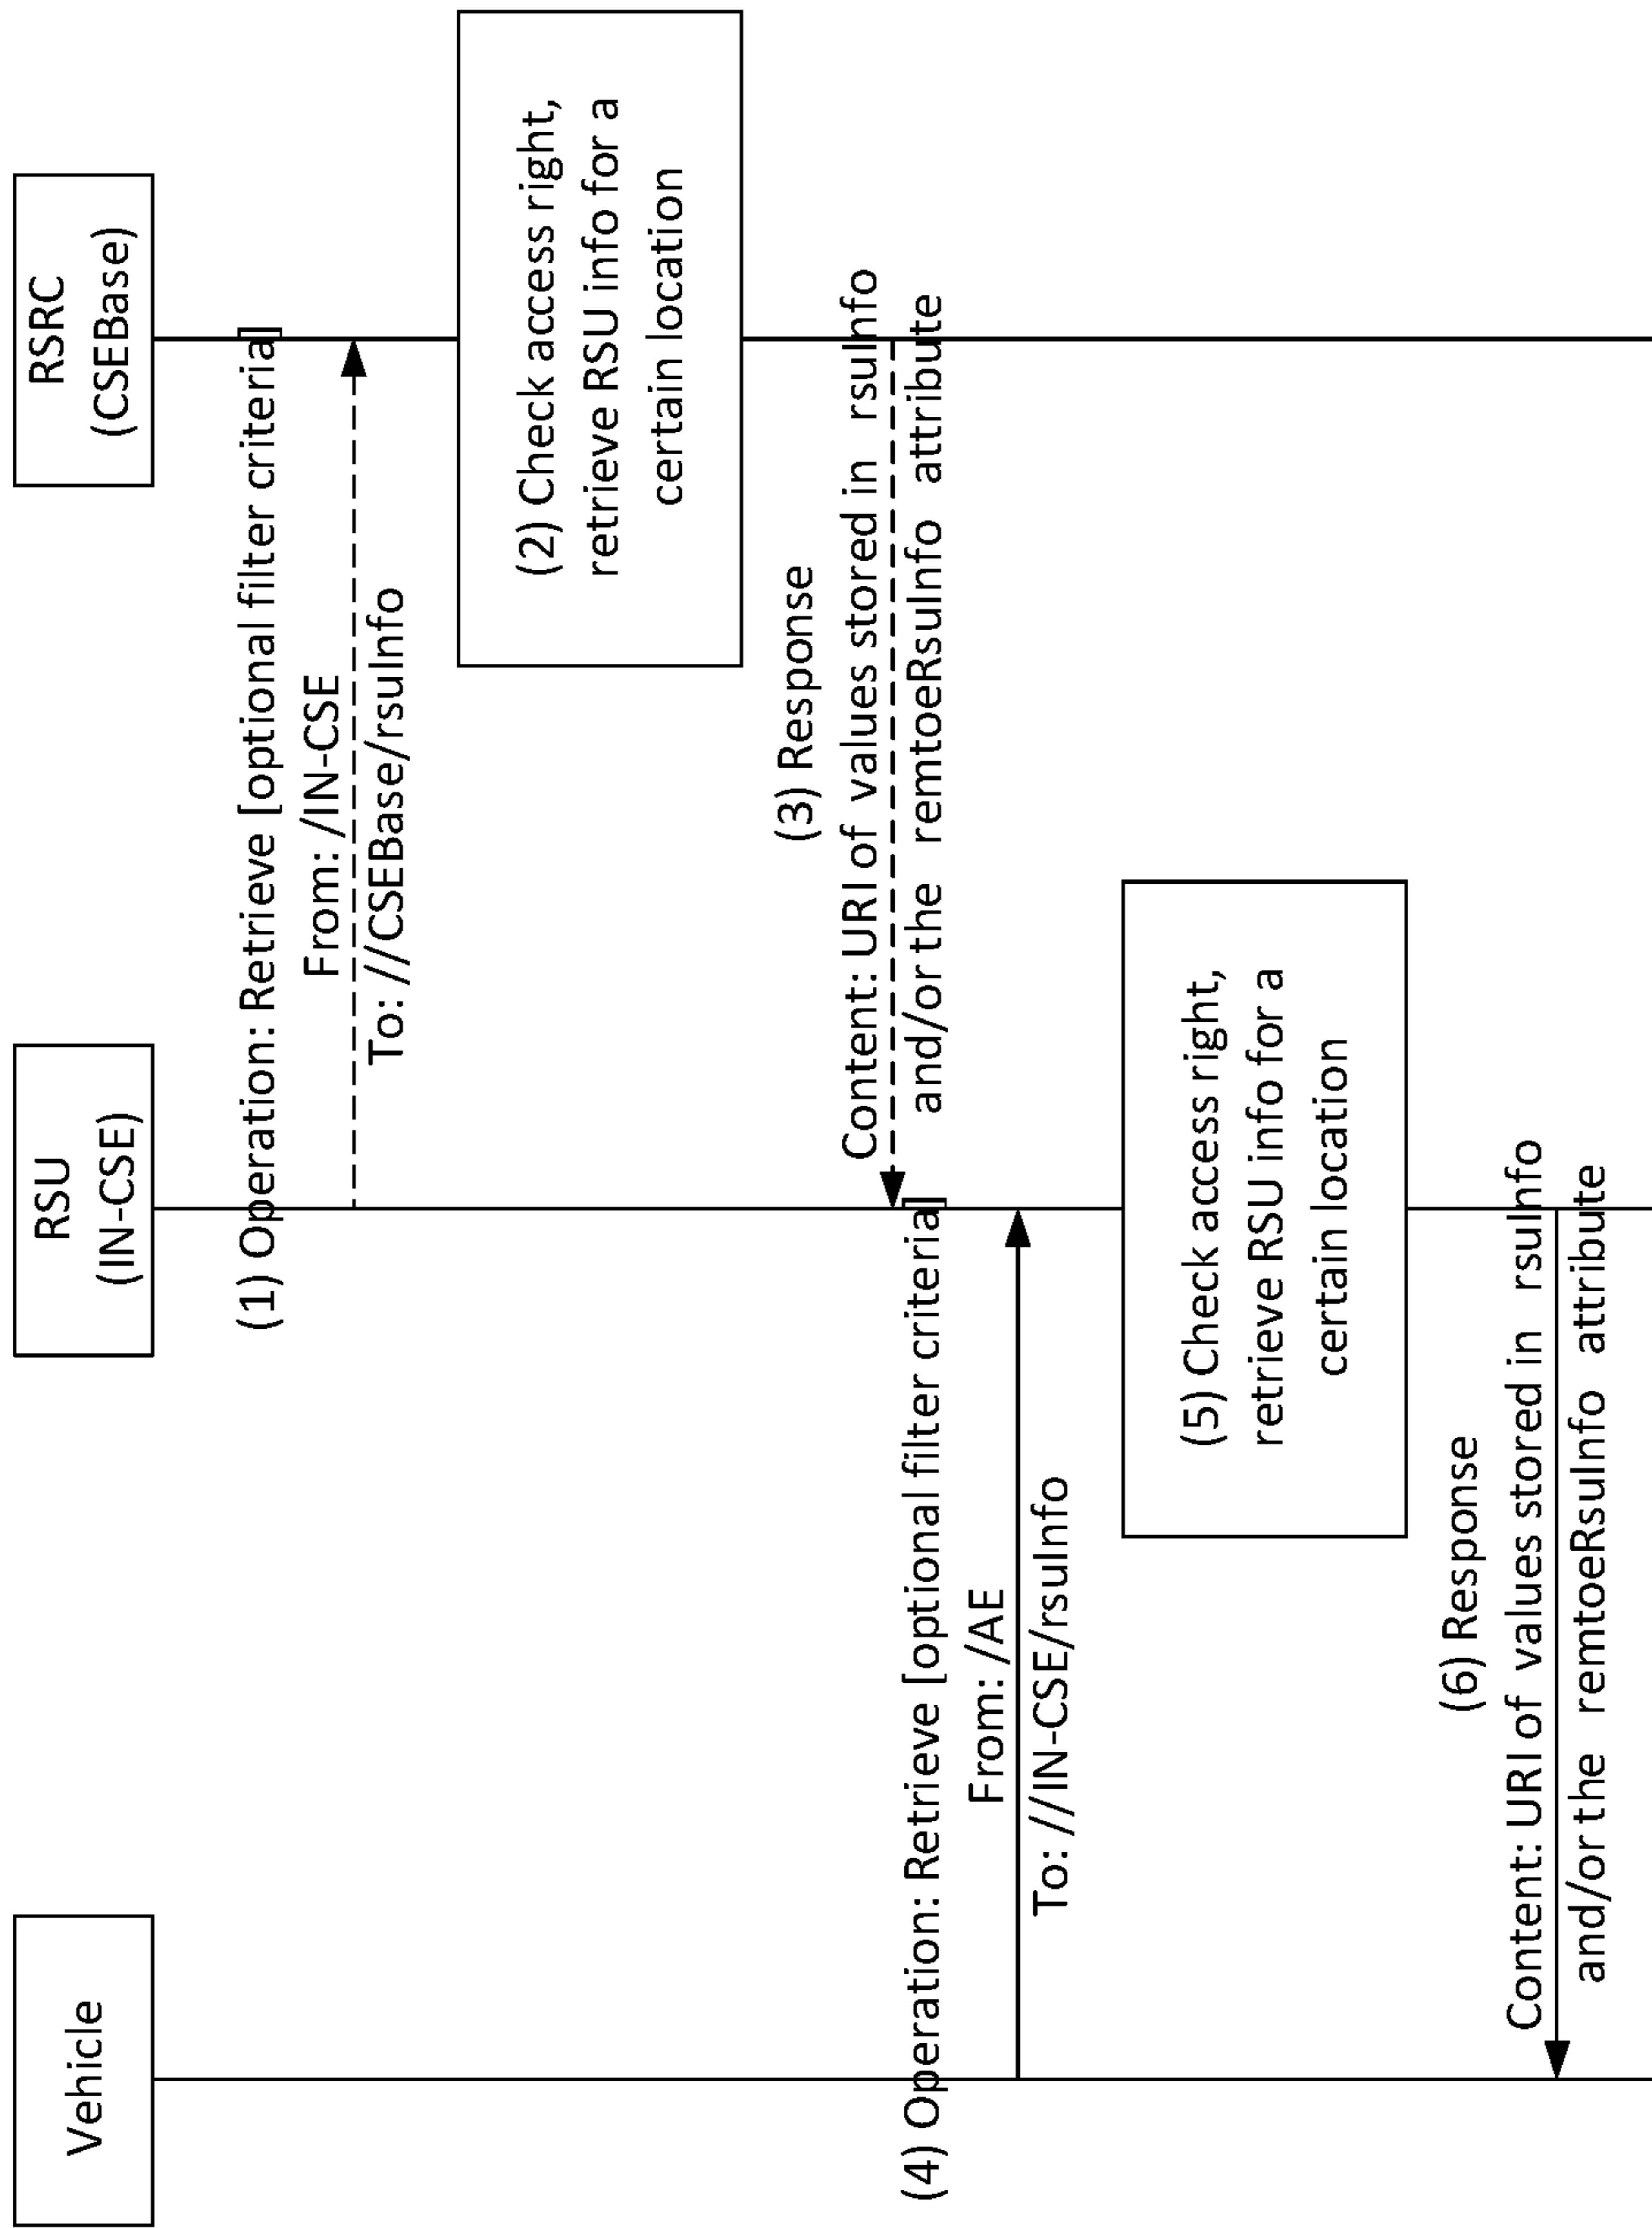 Vehicle
RSU
(IN-CSE)
RSRC
(CSEBase)
(1) Operation: Retrieve [optional filter criteria]
From: /IN-CSE
To: //CSEBase/rsuInfo
(2) Check access right,
retrieve RSU info for a
certain location
(3) Response
Content: URI of values stored in rsuInfo
and/or the remtoeRsuInfo attribute
(4) Operation: Retrieve [optional filter criteria]
From: /AE
To: //IN-CSE/rsuInfo
(5) Check access right,
retrieve RSU info for a
certain location
(6) Response
Content: URI of values stored in rsuInfo
and/or the remtoeRsuInfo attribute